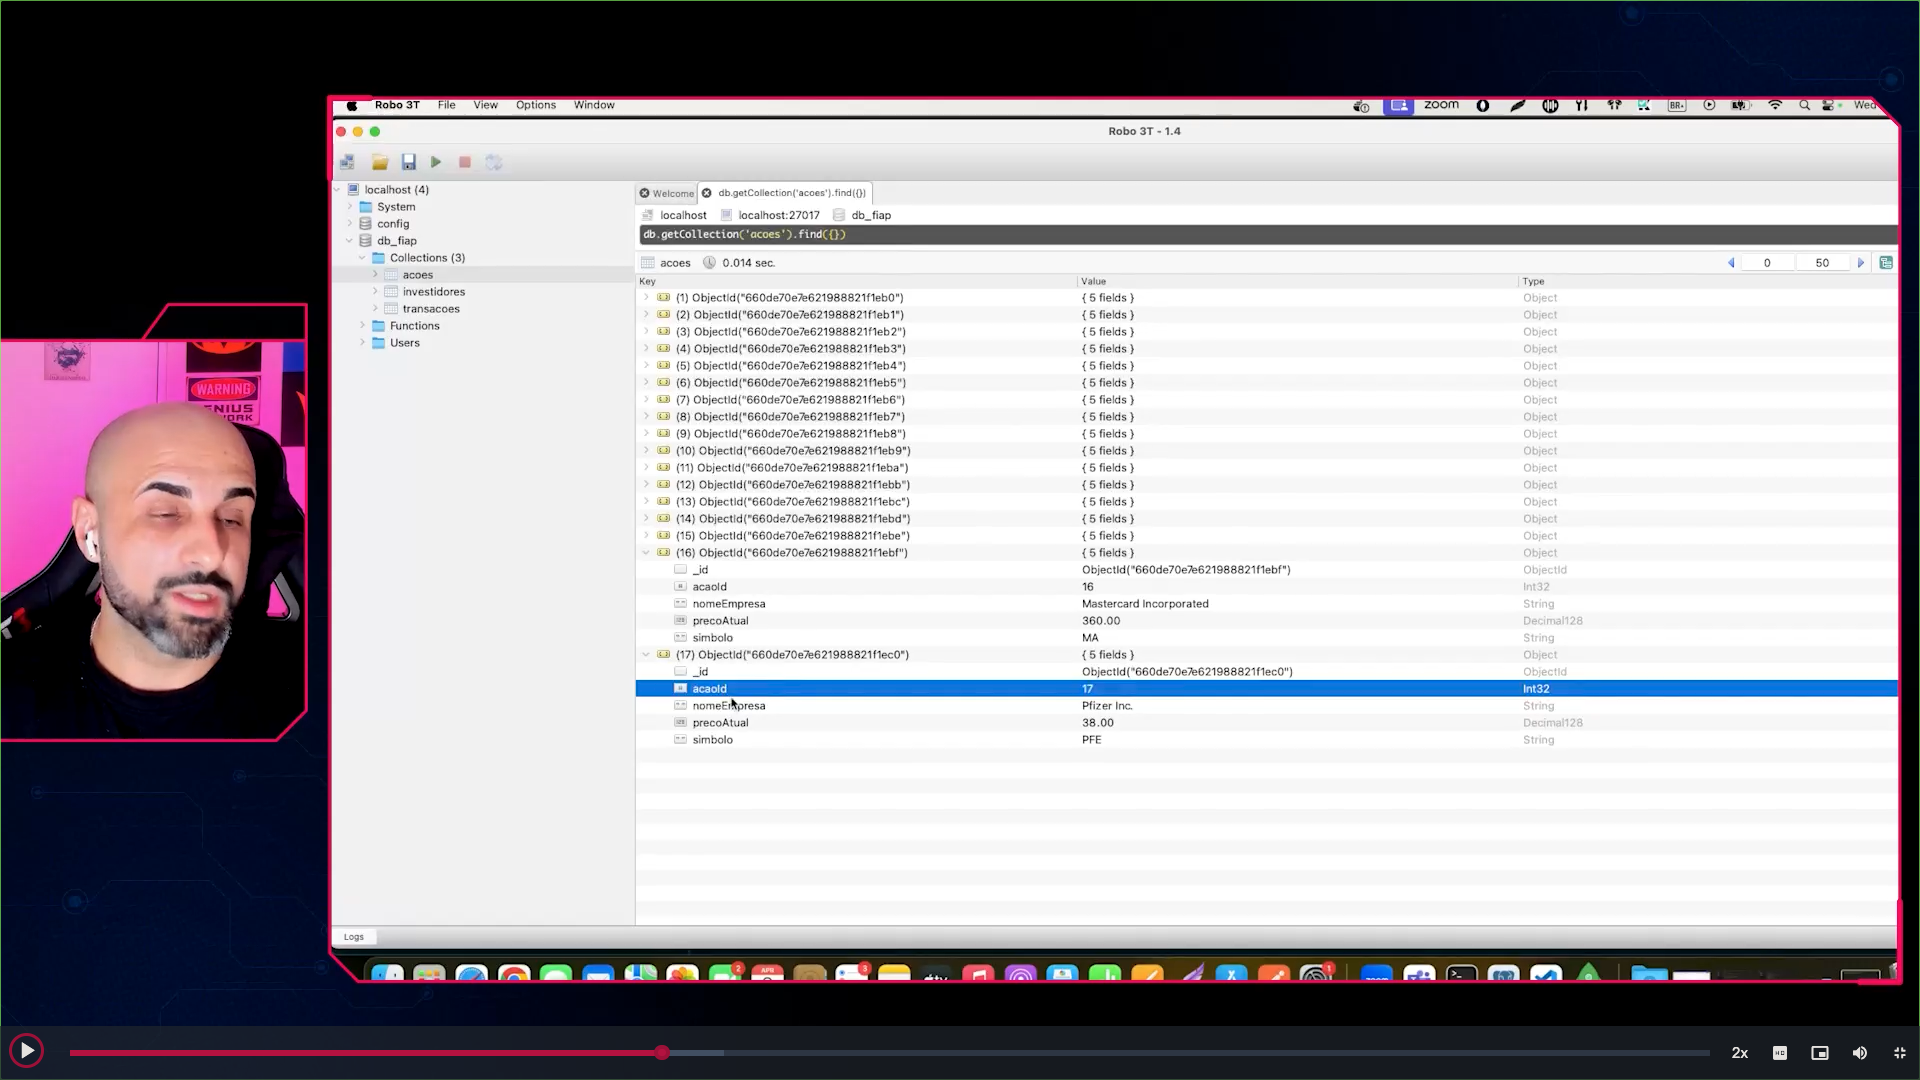 Robo 3T File View Options Window zoom BR Wed
Robo 3T - 1.4
localhost (4)
System
config
db_fiap
Collections (3)
acoes
investidores
transacoes
Functions
Users
Welcome db.getCollection('acoes').find({})
localhost localhost:27017 db_fiap
db.getCollection('acoes').find({})
acoes 0.014 sec. 0 50
Key Value Type
(1) ObjectId("660de70e7e621988821f1eb0") { 5 fields } Object
(2) ObjectId("660de70e7e621988821f1eb1") { 5 fields } Object
(3) ObjectId("660de70e7e621988821f1eb2") { 5 fields } Object
(4) ObjectId("660de70e7e621988821f1eb3") { 5 fields } Object
(5) ObjectId("660de70e7e621988821f1eb4") { 5 fields } Object
(6) ObjectId("660de70e7e621988821f1eb5") { 5 fields } Object
(7) ObjectId("660de70e7e621988821f1eb6") { 5 fields } Object
(8) ObjectId("660de70e7e621988821f1eb7") { 5 fields } Object
(9) ObjectId("660de70e7e621988821f1eb8") { 5 fields } Object
(10) ObjectId("660de70e7e621988821f1eb9") { 5 fields } Object
(11) ObjectId("660de70e7e621988821f1eba") { 5 fields } Object
(12) ObjectId("660de70e7e621988821f1ebb") { 5 fields } Object
(13) ObjectId("660de70e7e621988821f1ebc") { 5 fields } Object
(14) ObjectId("660de70e7e621988821f1ebd") { 5 fields } Object
(15) ObjectId("660de70e7e621988821f1ebe") { 5 fields } Object
(16) ObjectId("660de70e7e621988821f1ebf") { 5 fields } Object
_id ObjectId("660de70e7e621988821f1ebf") ObjectId
acaoId 16 Int32
nomeEmpresa Mastercard Incorporated String
precoAtual 360.00 Decimal128
simbolo MA String
(17) ObjectId("660de70e7e621988821f1ec0") { 5 fields } Object
_id ObjectId("660de70e7e621988821f1ec0") ObjectId
acaoId 17 Int32
nomeEmpresa Pfizer Inc. String
precoAtual 38.00 Decimal128
simbolo PFE String
Logs
WARNING
GENIUS
WORK
2 APR 3 1
2x HD